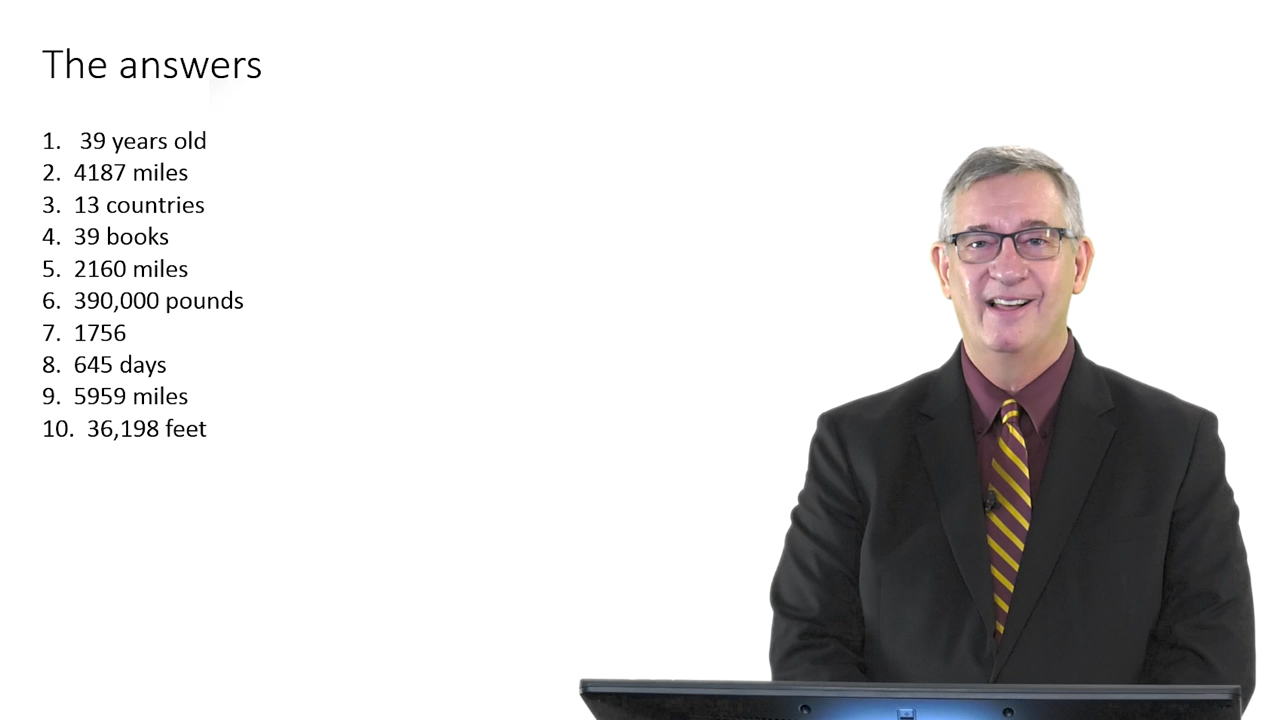 The answers
1. 39 years old
2. 4187 miles
3. 13 countries
4. 39 books
5. 2160 miles
6. 390,000 pounds
7. 1756
8. 645 days
9. 5959 miles
10. 36,198 feet